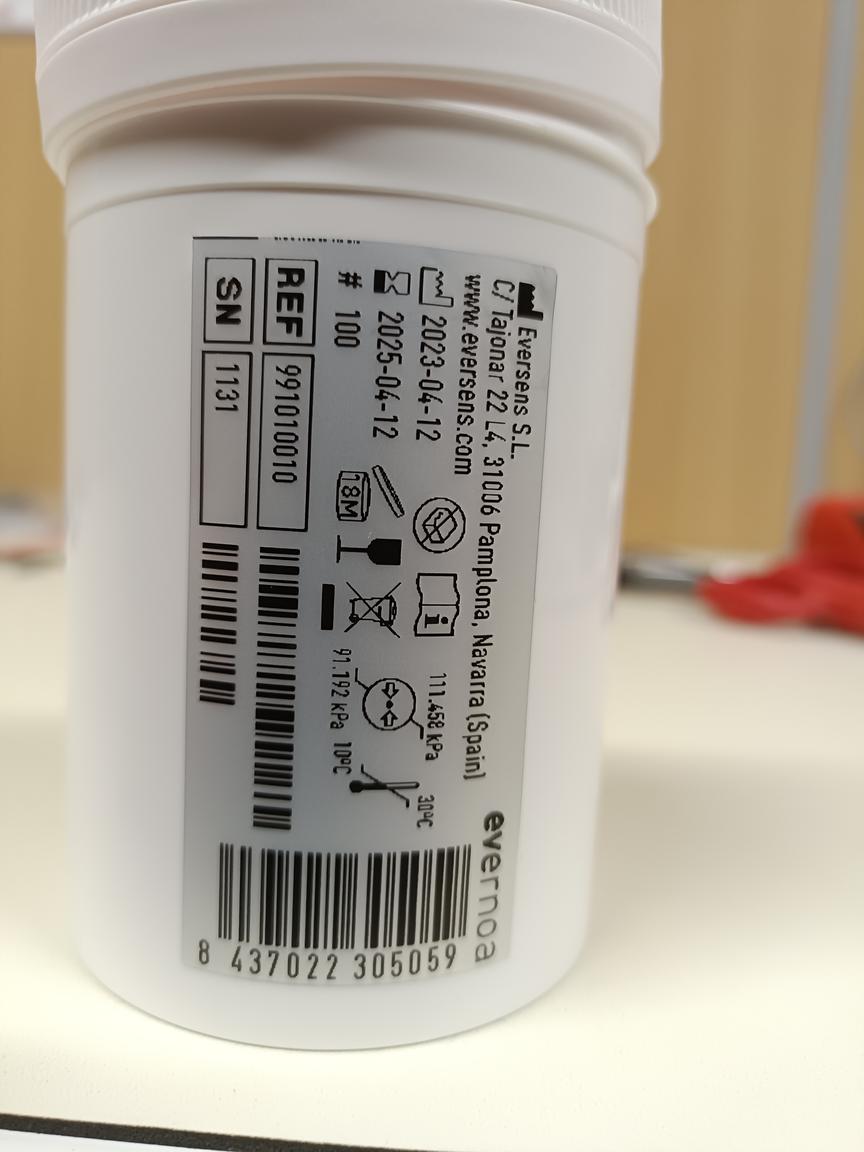 Eversens S.L.
C/ Tajonar 22 L4, 31006 Pamplona, Navarra (Spain)
www.eversens.com
2023-04-12
2025-04-12
# 100
18M
111.458 kPa
91.192 kPa
30ºC
10ºC
REF 991010010
SN 1131
evernoa
8 437022 305059